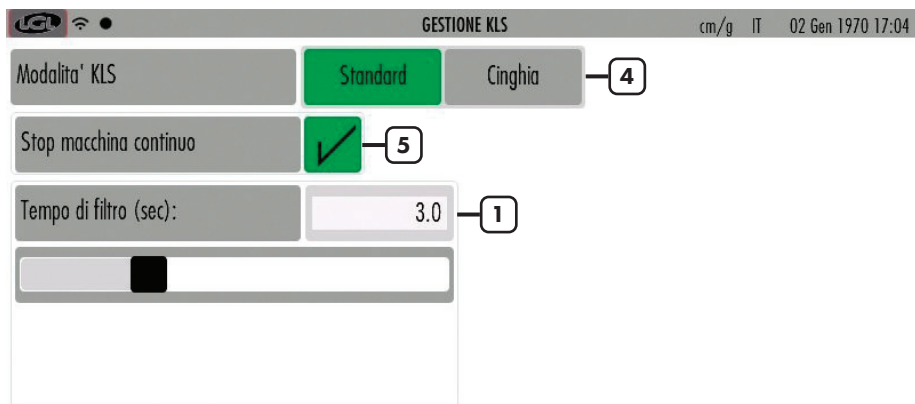 LGL GESTIONE KLS cm/g IT 02 Gen 1970 17:04
Modalita' KLS Standard Cinghia 4
Stop macchina continuo 5
Tempo di filtro (sec): 3.0 1